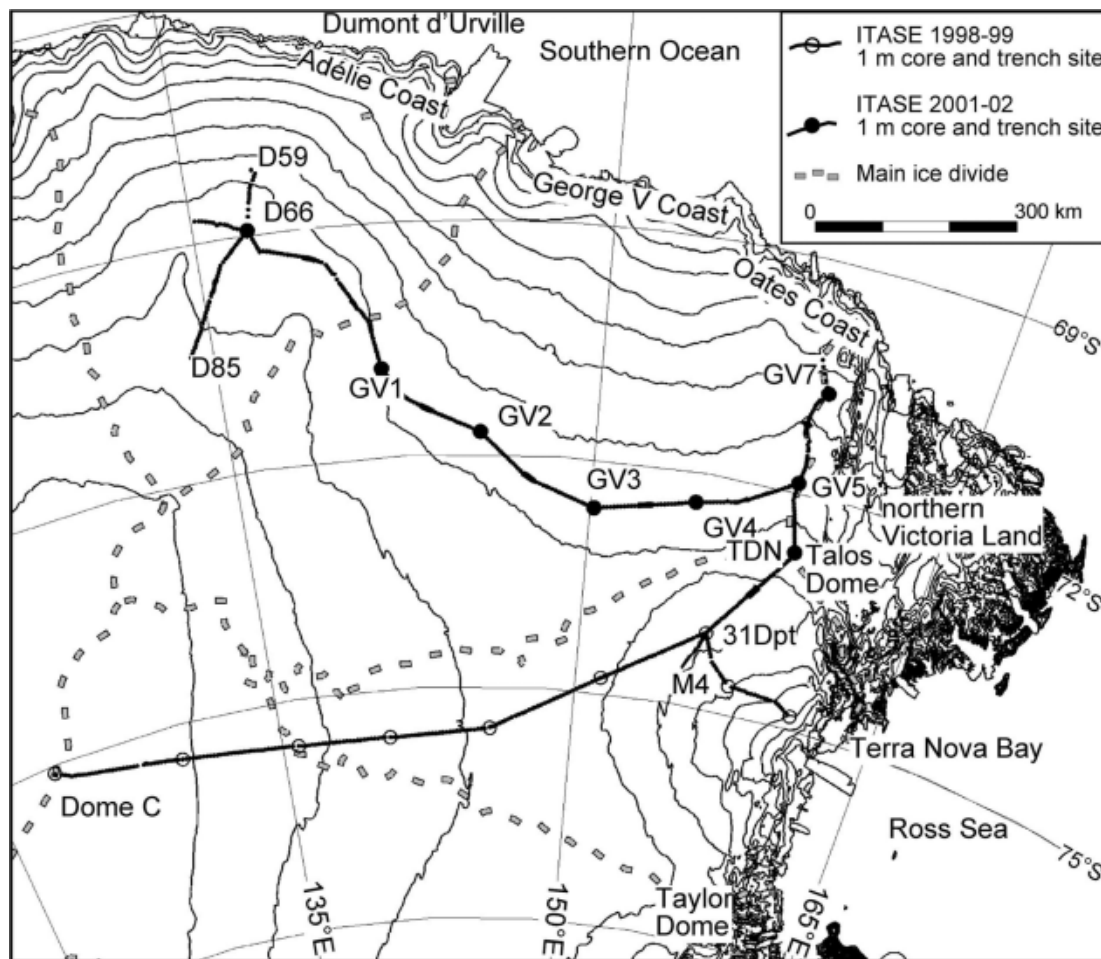 Dumont d'Urville
Southern Ocean
Adélie Coast
ITASE 1998-99
1 m core and trench site
ITASE 2001-02
1 m core and trench site
Main ice divide
0 300 km
D59
D66
George V Coast
Oates Coast
69°S
D85
GV1
GV2
GV7
GV3
GV5
GV4
northern
Victoria Land
TDN
Talos
Dome
2°S
31Dpt
M4
Terra Nova Bay
Dome C
Ross Sea
75°S
Taylor
Dome
135°E
150°E
165°E